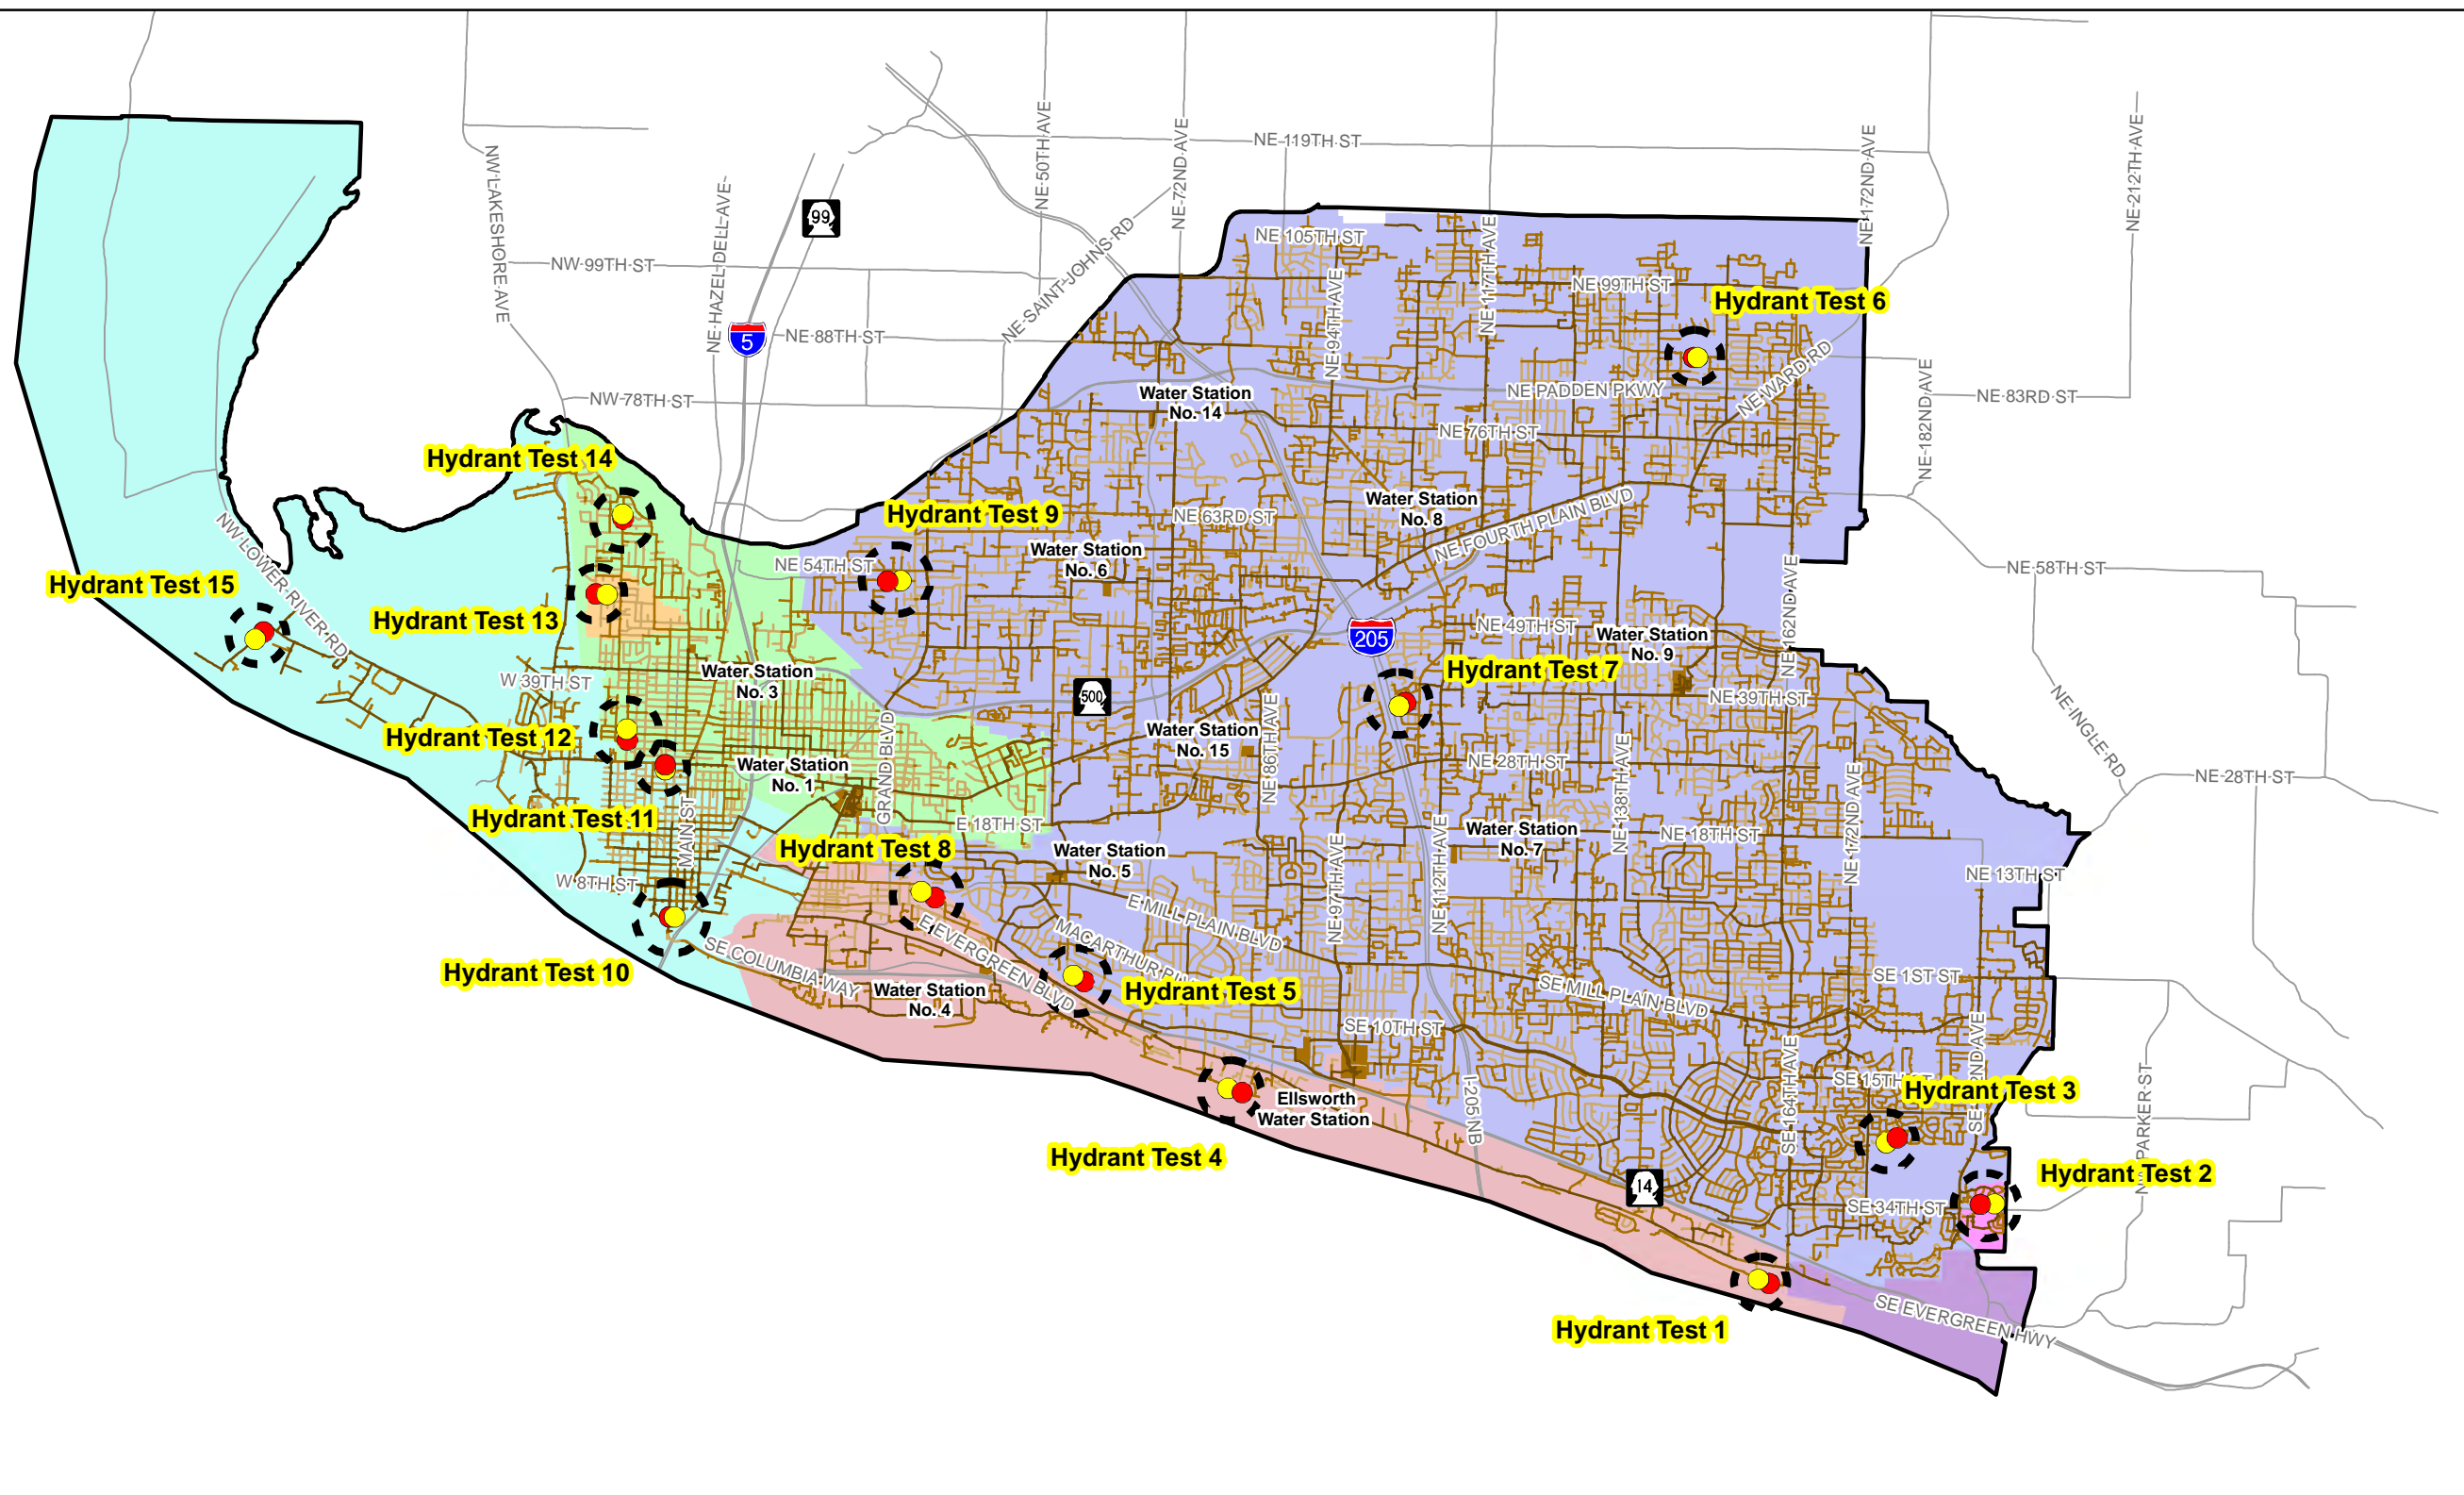 NE 119TH ST
NE 50TH AVE
NE 72ND AVE
NE 172ND AVE
NE 212TH AVE
NW LAKESHORE AVE
NE HAZEL DELL AVE
99
NE SAINT JOHNS RD
NE 105TH ST
NE 117TH AVE
NW 99TH ST
NE 94TH AVE
NE 99TH ST
Hydrant Test 6
5
NE 88TH ST
NE WARD RD
NE 182ND AVE
Water Station
No. 14
NE PADDEN PKWY
NE 83RD ST
NW 78TH ST
NE 76TH ST
Hydrant Test 14
Hydrant Test 9
NE 63RD ST
Water Station
No. 8
NE FOURTH PLAIN BLVD
NW LOWER RIVER RD
NE 54TH ST
Water Station
No. 6
NE 58TH ST
Hydrant Test 15
Hydrant Test 13
205
NE 49TH ST
Water Station
No. 9
NE 162ND AVE
W 39TH ST
Water Station
No. 3
500
Hydrant Test 7
NE 39TH ST
NE INGLE RD
Hydrant Test 12
Water Station
No. 15
NE 86TH AVE
Water Station
No. 1
GRAND BLVD
NE 28TH ST
NE 138TH AVE
NE 28TH ST
Hydrant Test 11
MAIN ST
E 18TH ST
Hydrant Test 8
Water Station
No. 5
NE 97TH AVE
NE 112TH AVE
Water Station
No. 7
NE 18TH ST
NE 172ND AVE
NE 13TH ST
W 8TH ST
E MILL PLAIN BLVD
E EVERGREEN BLVD
MACARTHUR
Hydrant Test 10
SE COLUMBIA WAY
Water Station
No. 4
Hydrant Test 5
SE 1ST ST
SE MILL PLAIN BLVD
SE 10TH ST
SE 164TH AVE
SE 15TH
Hydrant Test 3
I-205 NB
Ellsworth
Water Station
PARKER ST
Hydrant Test 4
Hydrant Test 2
14
SE 34TH ST
Hydrant Test 1
SE EVERGREEN HWY